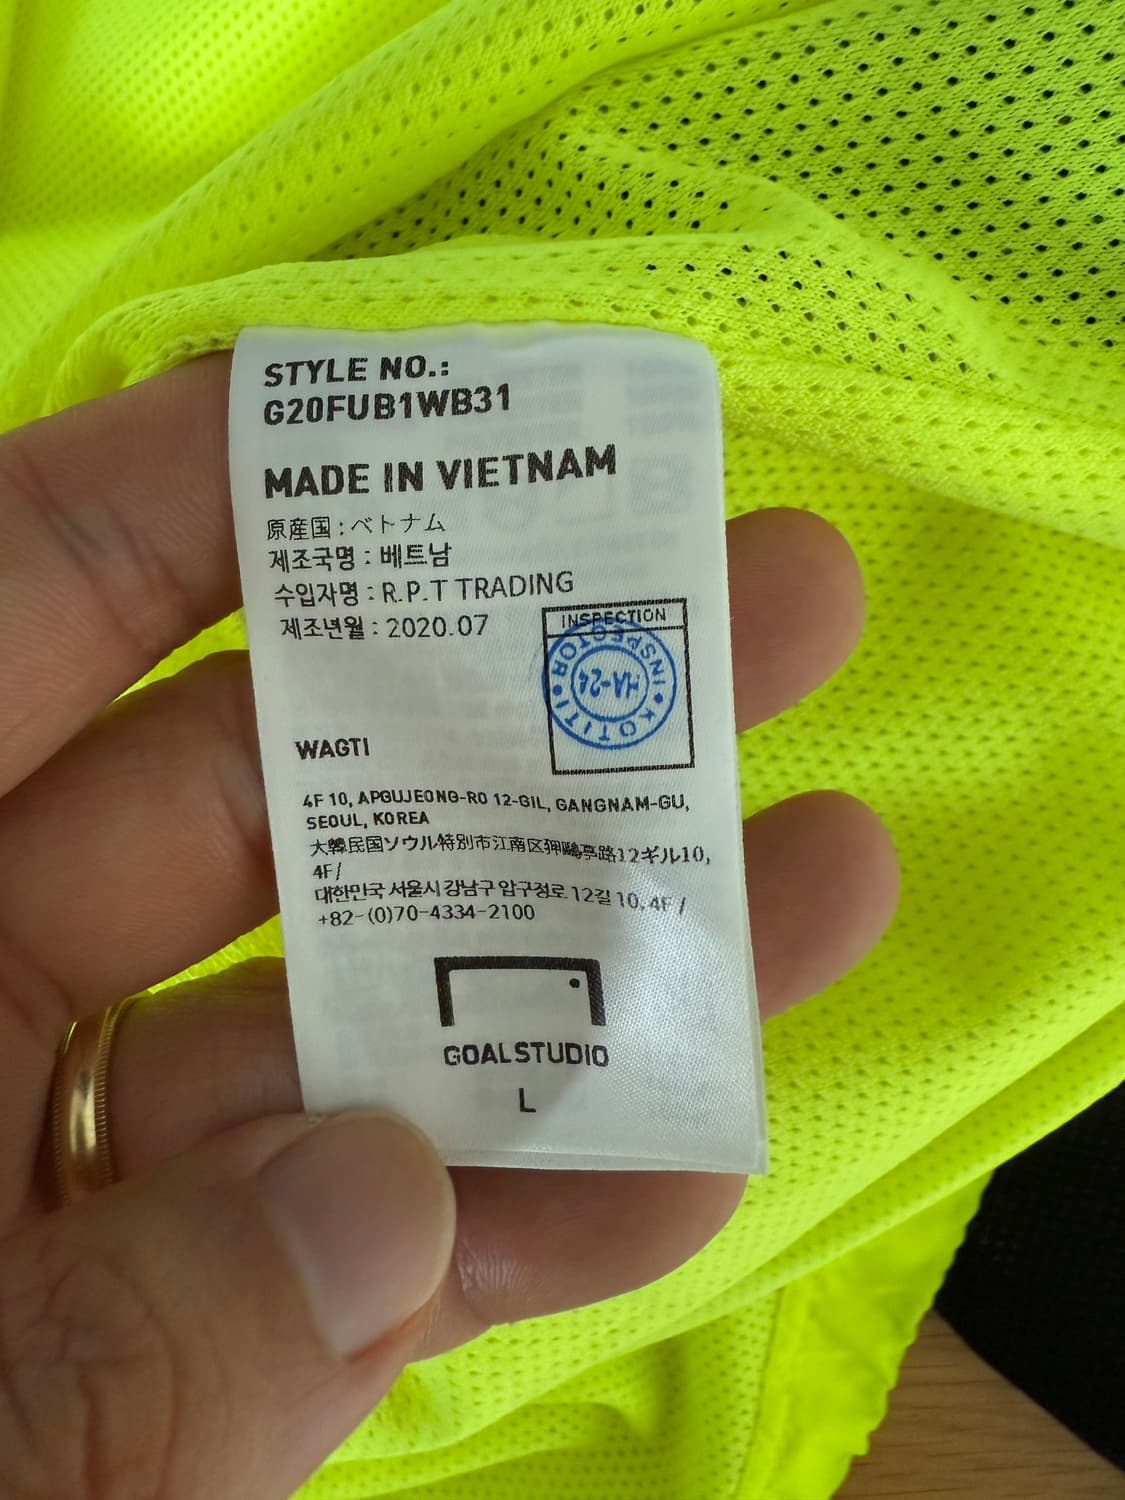 STYLE NO.:
G20FUB1WB31
MADE IN VIETNAM
原産国 : ベトナム
제조국명 : 베트남
수입자명 : R.P.T TRADING
제조년월 : 2020.07
INSPECTION
INSPECTOR
HA-24
KOTITI
WAGTI
4F 10, APGUJEONG-RO 12-GIL, GANGNAM-GU,
SEOUL, KOREA
大韓民国ソウル特別市江南区狎鷗亭路12ギル10,
4F /
대한민국 서울시 강남구 압구정로 12길 10, 4F /
+82-(0)70-4334-2100
GOALSTUDIO
L